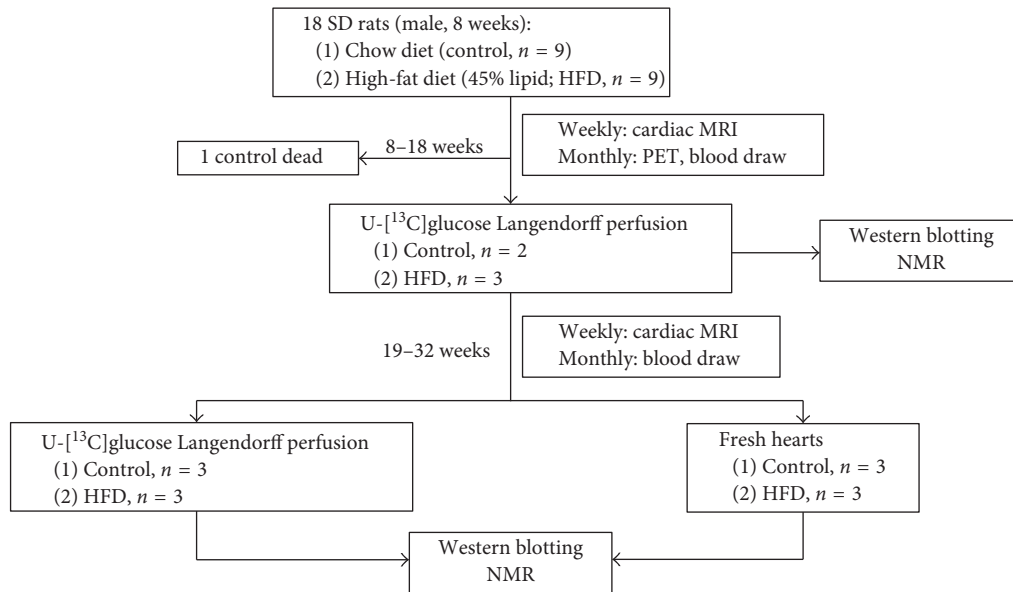 18 SD rats (male, 8 weeks):
(1) Chow diet (control, n = 9)
(2) High-fat diet (45% lipid; HFD, n = 9)
Weekly: cardiac MRI
Monthly: PET, blood draw
8–18 weeks
1 control dead
U-[¹³C]glucose Langendorff perfusion
(1) Control, n = 2
(2) HFD, n = 3
Western blotting
NMR
Weekly: cardiac MRI
Monthly: blood draw
19–32 weeks
U-[¹³C]glucose Langendorff perfusion
(1) Control, n = 3
(2) HFD, n = 3
Fresh hearts
(1) Control, n = 3
(2) HFD, n = 3
Western blotting
NMR